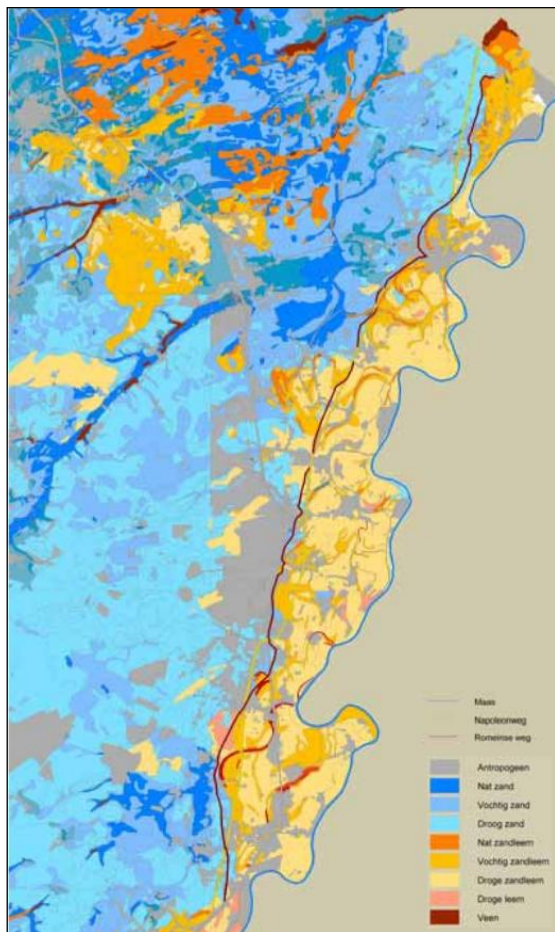 Maas
Napoleonweg
Romeinse weg
Antropogeen
Nat zand
Vochtig zand
Droog zand
Nat zandleem
Vochtig zandleem
Droge zandleem
Droge leem
Veen